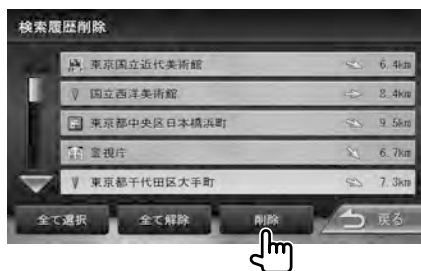 検索履歴削除
東京国立近代美術館 6.4km
国立西洋美術館 8.4km
東京都中央区日本橋浜町 9.5km
警視庁 6.7km
東京都千代田区大手町 7.3km
全て選択 全て解除 削除 戻る